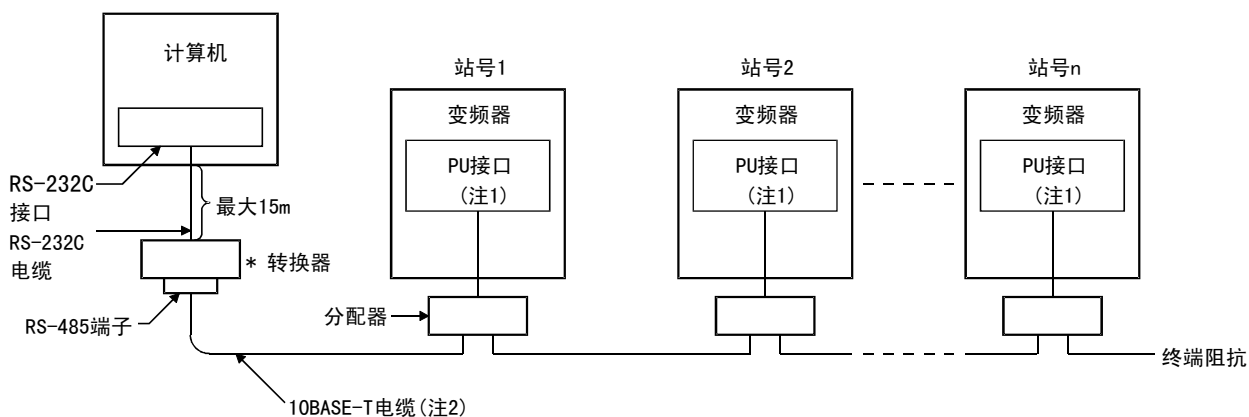 计算机
站号1
站号2
站号n
变频器
变频器
变频器
PU接口
(注1)
PU接口
(注1)
PU接口
(注1)
RS-232C
接口
最大15m
RS-232C
电缆
* 转换器
RS-485端子
分配器
终端阻抗
10BASE-T电缆(注2)